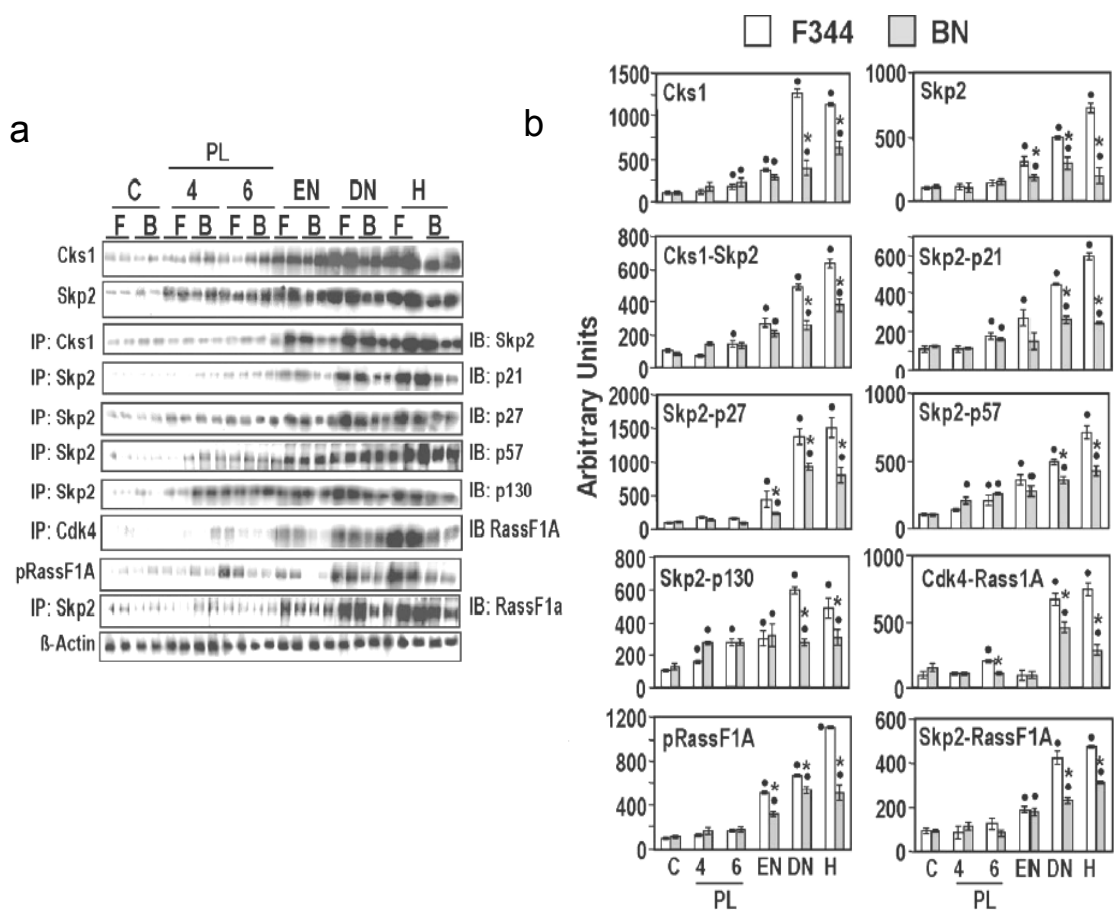 F344 BN
a
PL
C 4 6 EN DN H
F B F B F B F B F B F B
Cks1
Skp2
IP: Cks1 IB: Skp2
IP: Skp2 IB: p21
IP: Skp2 IB: p27
IP: Skp2 IB: p57
IP: Skp2 IB: p130
IP: Cdk4 IB RassF1A
pRassF1A
IP: Skp2 IB: RassF1a
ß-Actin
b
Arbitrary Units
1500
1000
500
0
Cks1
1000
500
0
Skp2
800
600
400
200
0
Cks1-Skp2
600
400
200
0
Skp2-p21
2000
1500
1000
500
0
Skp2-p27
1000
500
0
Skp2-p57
800
600
400
200
0
Skp2-p130
1000
500
0
Cdk4-Rass1A
1200
800
400
0
pRassF1A
600
400
200
0
Skp2-RassF1A
C 4 6 EN DN H
PL
C 4 6 EN DN H
PL